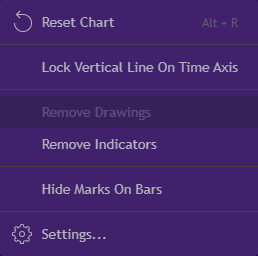 Reset Chart Alt + R
Lock Vertical Line On Time Axis
Remove Drawings
Remove Indicators
Hide Marks On Bars
Settings...